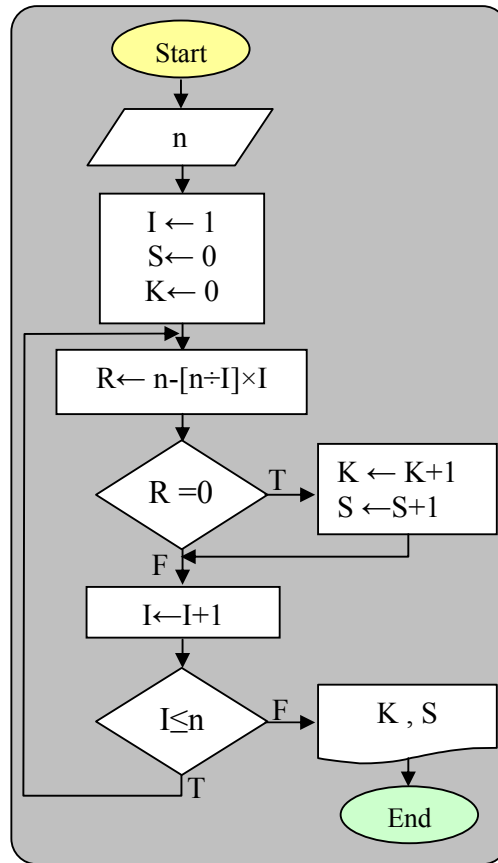 Start
n
I ← 1
S← 0
K← 0
R← n-[n÷I]×I
R =0
T
K ← K+1
S ←S+1
F
I←I+1
I≤n
F
K , S
T
End